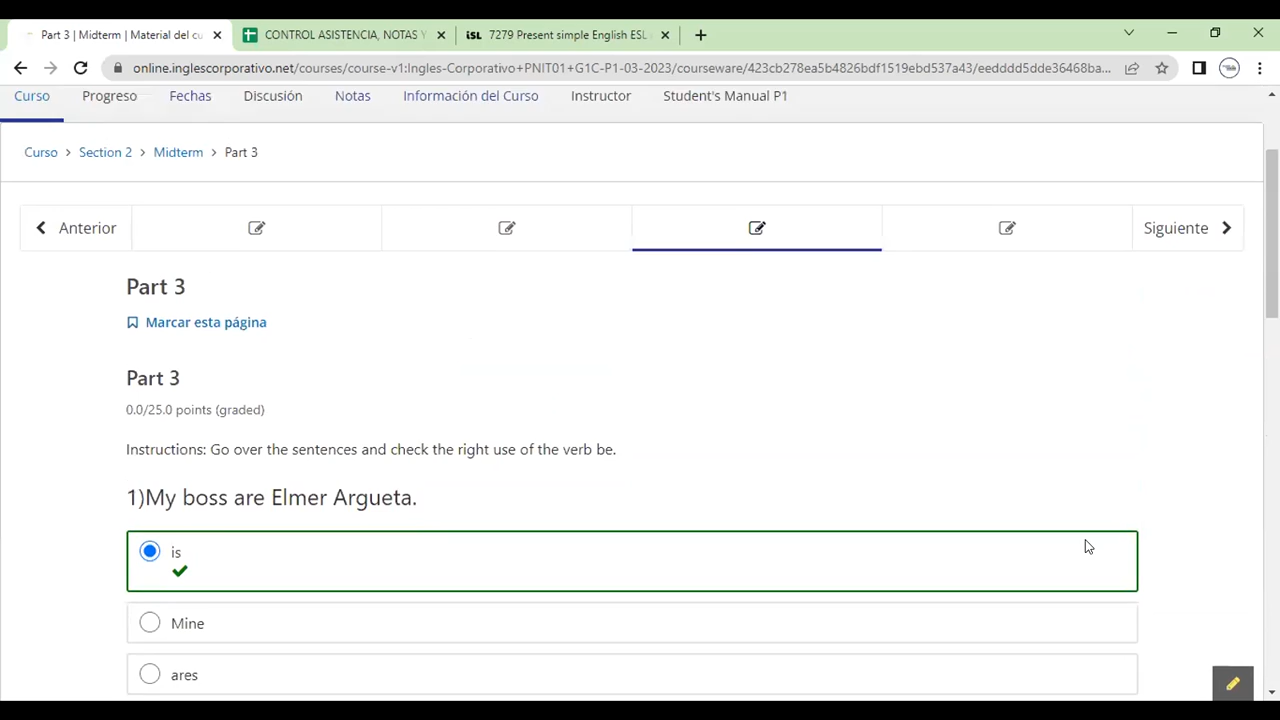 Part 3 | Midterm | Material del cu
CONTROL ASISTENCIA, NOTAS Y
isl 7279 Present simple English ESL
online.inglescorporativo.net/courses/course-v1:Ingles-Corporativo+PNIT01+G1C-P1-03-2023/courseware/423cb278ea5b4826bdf1519ebd537a43/eedddd5dde36468ba...
Curso Progreso Fechas Discusión Notas Información del Curso Instructor Student's Manual P1
Curso > Section 2 > Midterm > Part 3
Anterior Siguiente
Part 3
Marcar esta página
Part 3
0.0/25.0 points (graded)
Instructions: Go over the sentences and check the right use of the verb be.
1)My boss are Elmer Argueta.
is
Mine
ares